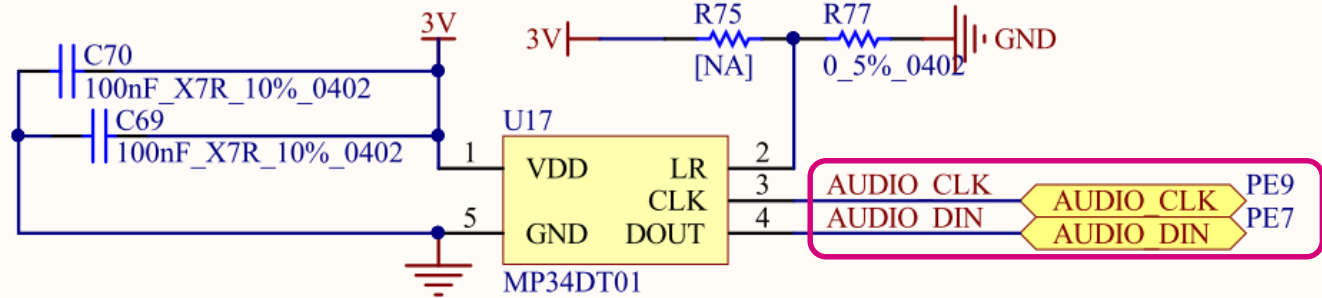 3V
C70
100nF_X7R_10%_0402
C69
100nF_X7R_10%_0402
3V
R75
[NA]
R77
0_5%_0402
GND
U17
1 VDD LR 2
CLK 3 AUDIO_CLK AUDIO_CLK PE9
5 GND DOUT 4 AUDIO_DIN AUDIO_DIN PE7
MP34DT01